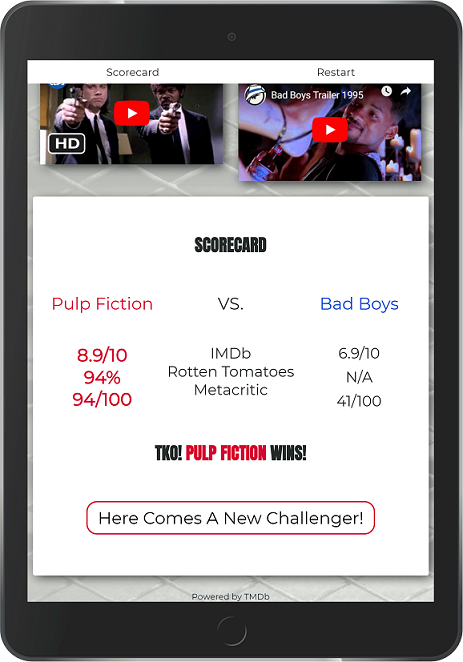 Scorecard
Restart
HD
Bad Boys Trailer 1995
SCORECARD
Pulp Fiction VS. Bad Boys
8.9/10 IMDb 6.9/10
94% Rotten Tomatoes N/A
94/100 Metacritic 41/100
TKO! PULP FICTION WINS!
Here Comes A New Challenger!
Powered by TMDb